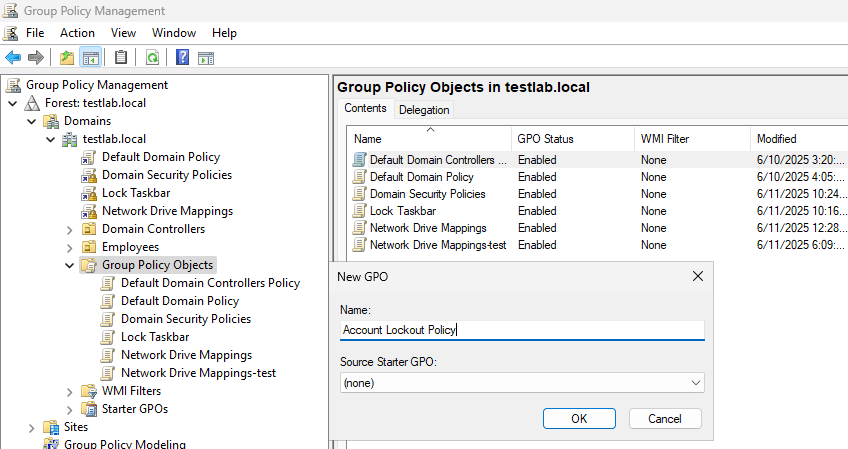 Group Policy Management
File Action View Window Help
Group Policy Management
Forest: testlab.local
Domains
testlab.local
Default Domain Policy
Domain Security Policies
Lock Taskbar
Network Drive Mappings
Domain Controllers
Employees
Group Policy Objects
Default Domain Controllers Policy
Default Domain Policy
Domain Security Policies
Lock Taskbar
Network Drive Mappings
Network Drive Mappings-test
WMI Filters
Starter GPOs
Sites
Group Policy Modeling
Group Policy Objects in testlab.local
Contents Delegation
Name GPO Status WMI Filter Modified
Default Domain Controllers ... Enabled None 6/10/2025 3:20:...
Default Domain Policy Enabled None 6/10/2025 4:05:...
Domain Security Policies Enabled None 6/11/2025 10:24...
Lock Taskbar Enabled None 6/11/2025 10:16...
Network Drive Mappings Enabled None 6/11/2025 12:28...
Network Drive Mappings-test Enabled None 6/11/2025 6:09:...
New GPO
Name:
Account Lockout Policy
Source Starter GPO:
(none)
OK Cancel